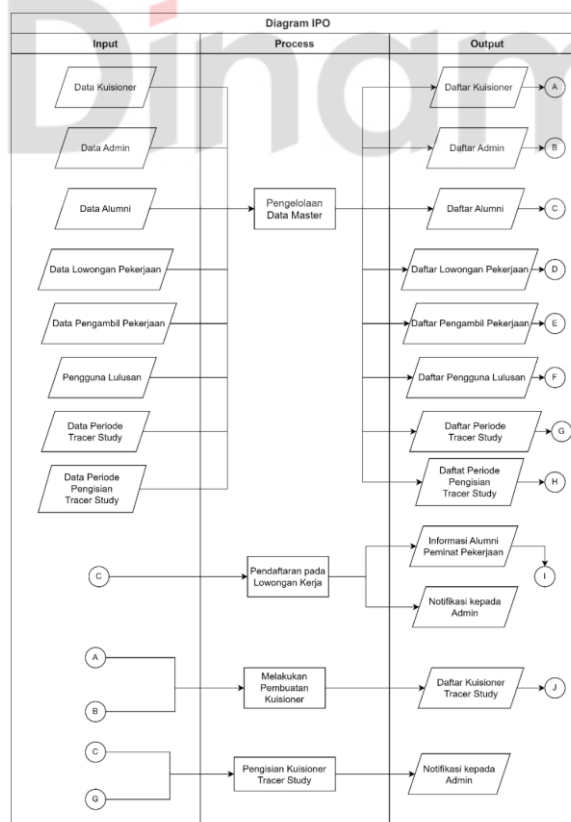 Dinam
Diagram IPO
Input
Process
Output
Data Kuisioner
Daftar Kuisioner
A
Data Admin
Daftar Admin
B
Data Alumni
Pengelolaan
Data Master
Daftar Alumni
C
Data Lowongan Pekerjaan
Daftar Lowongan Pekerjaan
D
Data Pengambil Pekerjaan
Daftar Pengambil Pekerjaan
E
Pengguna Lulusan
Daftar Pengguna Lulusan
F
Data Periode
Tracer Study
Daftar Periode
Tracer Study
G
Data Periode
Pengisian
Tracer Study
Daftat Periode
Pengisian
Tracer Study
H
C
Pendaftaran pada
Lowongan Kerja
Informasi Alumni
Peminat Pekerjaan
I
Notifikasi kepada
Admin
A
B
Melakukan
Pembuatan
Kuisioner
Daftar Kuisioner
Tracer Study
J
C
G
Pengisian Kuisioner
Tracer Study
Notifikasi kepada
Admin